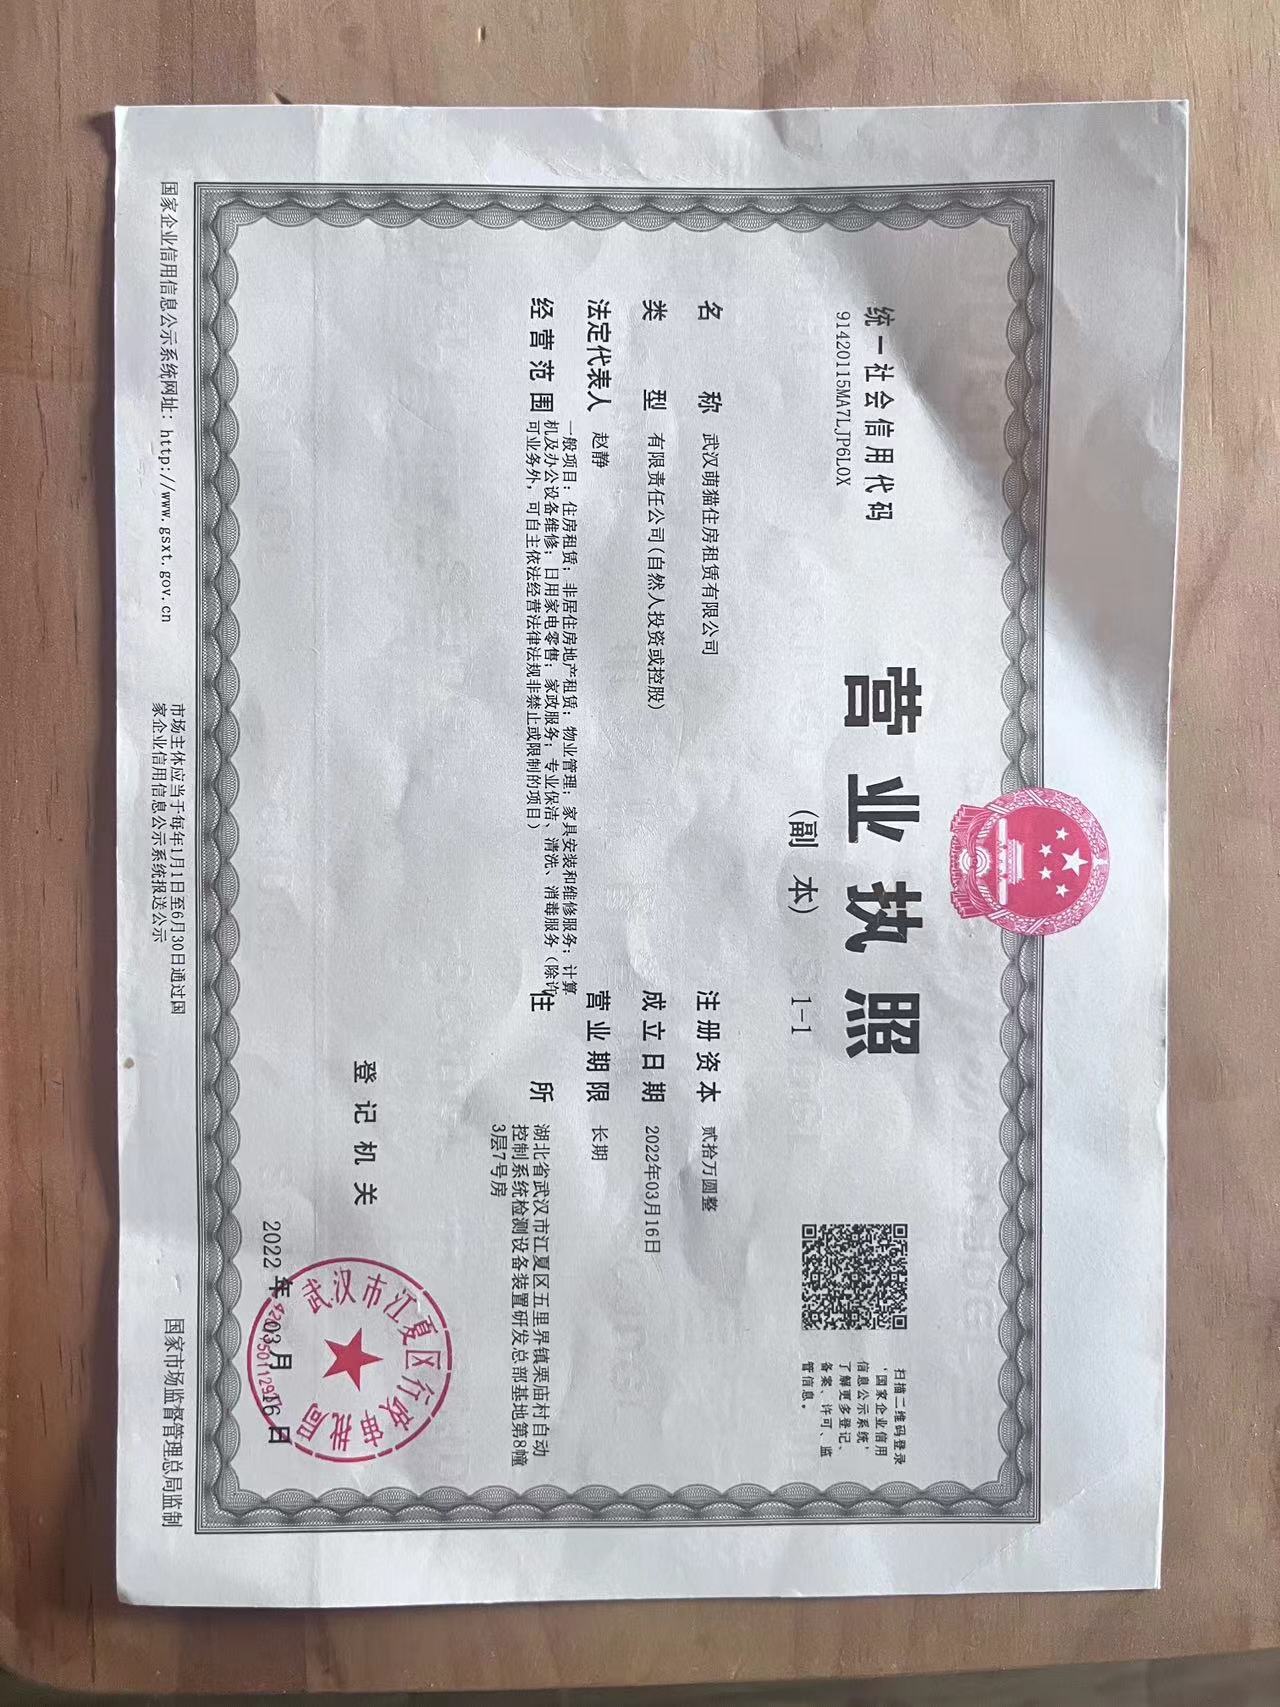 统一社会信用代码
91420115MA7LJP6L0X
营业执照
(副本) 1-1
扫描二维码登录
‘国家企业信用
信息公示系统’
了解更多登记、
备案、许可、监
管信息。
名称 武汉萌猫住房租赁有限公司
类型 有限责任公司(自然人投资或控股)
法定代表人 赵静
经营范围 一般项目：住房租赁；非居住房地产租赁；物业管理；家具安装和维修服务；计算
机及办公设备维修；日用家电零售；家政服务；专业保洁、清洗、消毒服务（除许
可业务外，可自主依法经营法律法规非禁止或限制的项目）
注册资本 贰拾万圆整
成立日期 2022年03月16日
营业期限 长期
住所 湖北省武汉市江夏区五里界镇栗庙村自动
控制系统检测设备装置研发总部基地第8幢
3层7号房
登记机关
武汉市江夏区行政审批局
2022年03月16日
国家企业信用信息公示系统网址：http://www.gsxt.gov.cn
市场主体应当于每年1月1日至6月30日通过国
家企业信用信息公示系统报送公示
国家市场监督管理总局监制